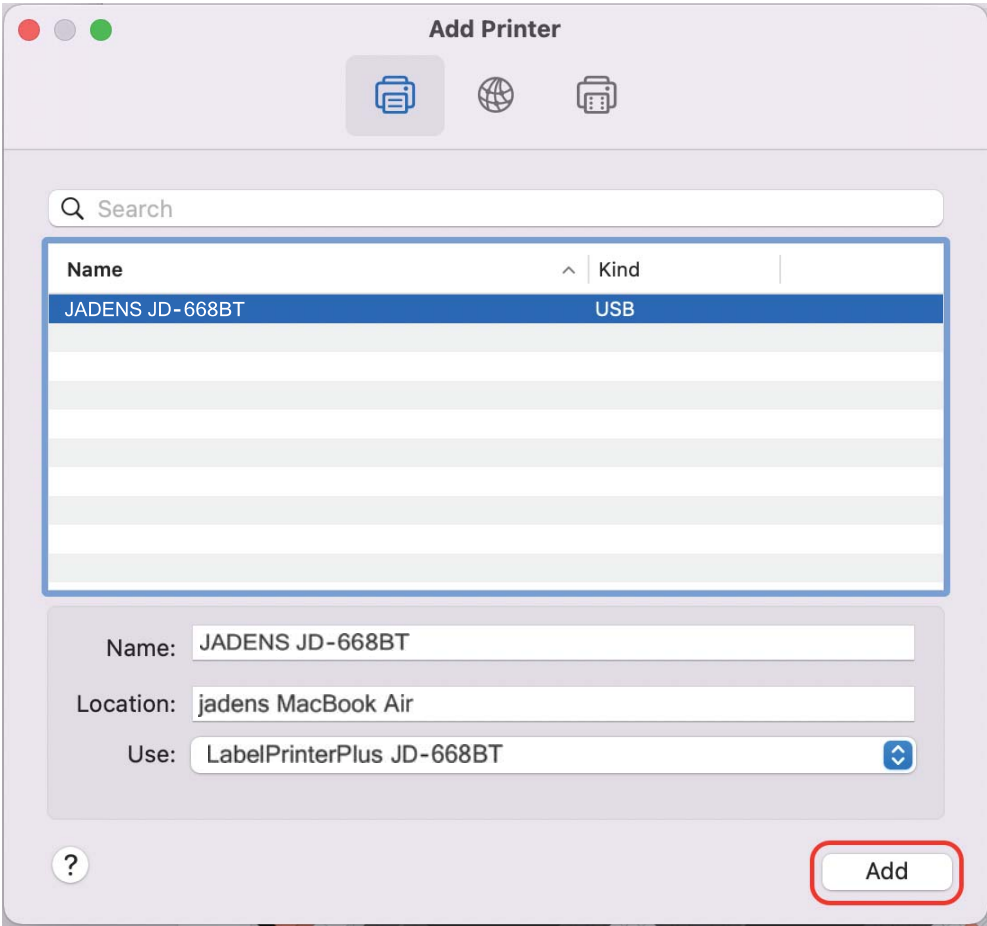 Add Printer
Search
Name Kind
JADENS JD-668BT USB
Name: JADENS JD-668BT
Location: jadens MacBook Air
Use: LabelPrinterPlus JD-668BT
? Add